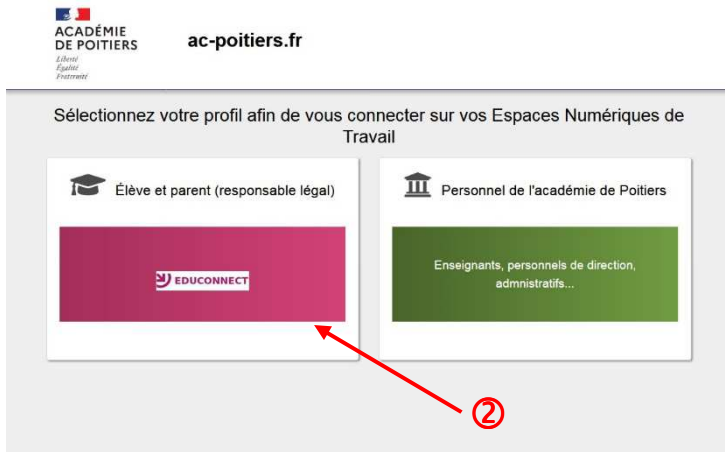 ACADÉMIE
DE POITIERS
Liberté
Égalité
Fraternité
ac-poitiers.fr
Sélectionnez votre profil afin de vous connecter sur vos Espaces Numériques de
Travail
Élève et parent (responsable légal)
EDUCONNECT
Personnel de l'académie de Poitiers
Enseignants, personnels de direction,
admnistratifs...
②